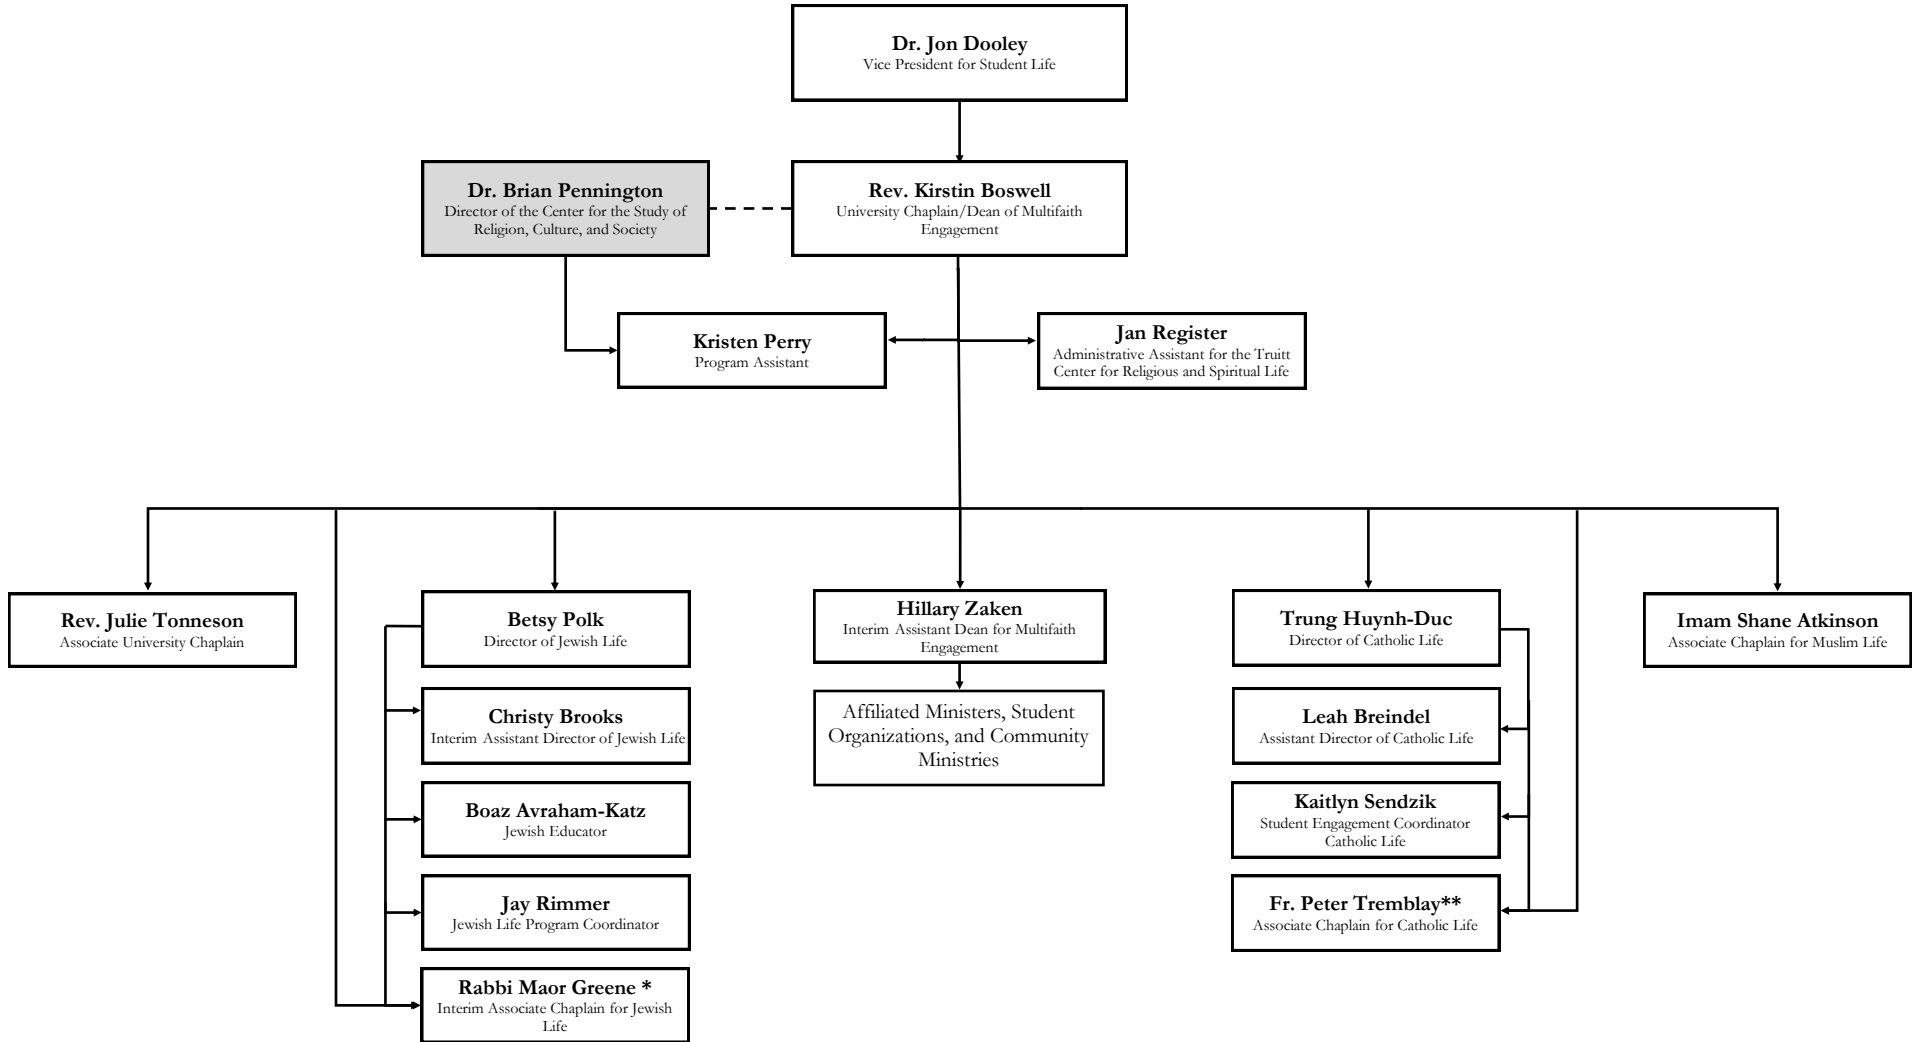 Dr. Jon Dooley
Vice President for Student Life
Dr. Brian Pennington
Director of the Center for the Study of
Religion, Culture, and Society
Rev. Kirstin Boswell
University Chaplain/Dean of Multifaith
Engagement
Kristen Perry
Program Assistant
Jan Register
Administrative Assistant for the Truitt
Center for Religious and Spiritual Life
Rev. Julie Tonneson
Associate University Chaplain
Betsy Polk
Director of Jewish Life
Christy Brooks
Interim Assistant Director of Jewish Life
Boaz Avraham-Katz
Jewish Educator
Jay Rimmer
Jewish Life Program Coordinator
Rabbi Maor Greene *
Interim Associate Chaplain for Jewish
Life
Hillary Zaken
Interim Assistant Dean for Multifaith
Engagement
Affiliated Ministers, Student
Organizations, and Community
Ministries
Trung Huynh-Duc
Director of Catholic Life
Leah Breindel
Assistant Director of Catholic Life
Kaitlyn Sendzik
Student Engagement Coordinator
Catholic Life
Fr. Peter Tremblay**
Associate Chaplain for Catholic Life
Imam Shane Atkinson
Associate Chaplain for Muslim Life